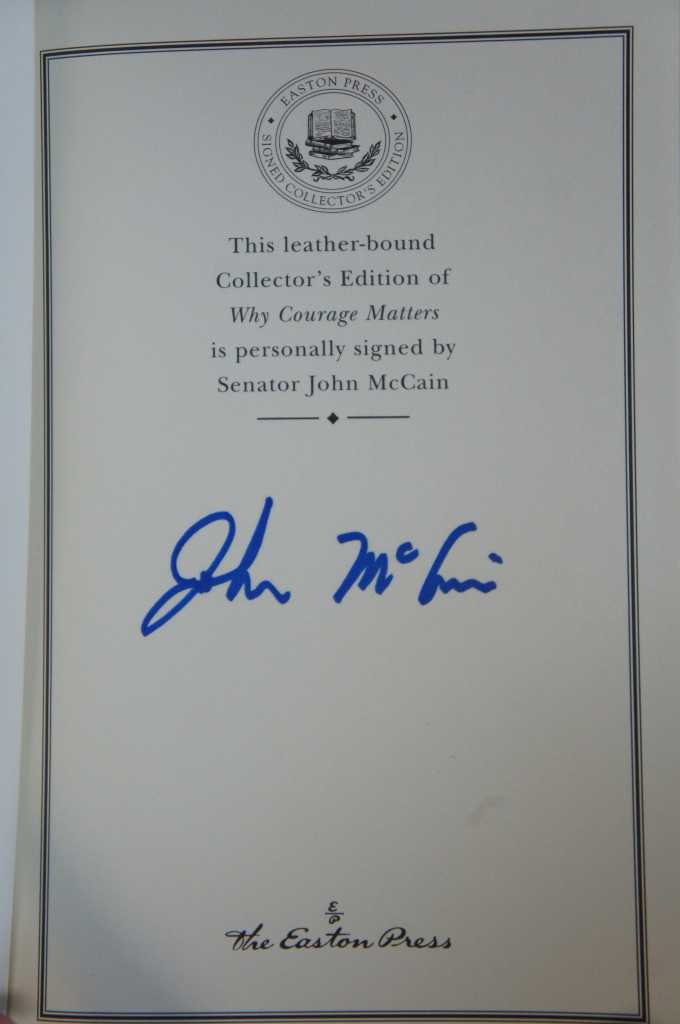 EASTON PRESS
SIGNED COLLECTOR'S EDITION
This leather-bound
Collector's Edition of
Why Courage Matters
is personally signed by
Senator John McCain
John McCain
E
P
The Easton Press